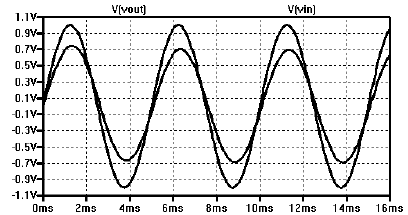 V(vout) V(vin)
1.1V
0.9V
0.7V
0.5V
0.3V
0.1V
-0.1V
-0.3V
-0.5V
-0.7V
-0.9V
-1.1V
0ms 2ms 4ms 6ms 8ms 10ms 12ms 14ms 16ms